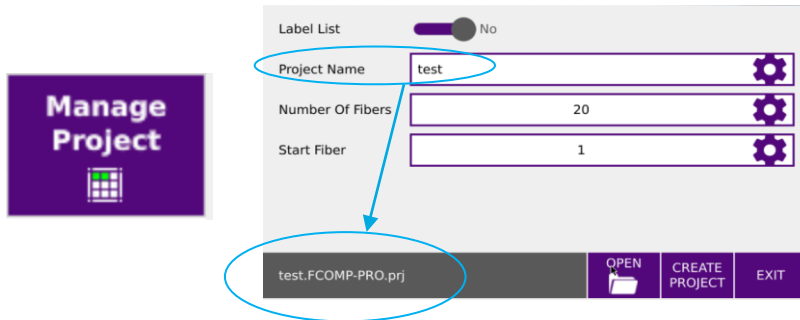 Manage
Project
Label List No
Project Name test
Number Of Fibers 20
Start Fiber 1
test.FCOMP-PRO.prj
OPEN
CREATE
PROJECT
EXIT